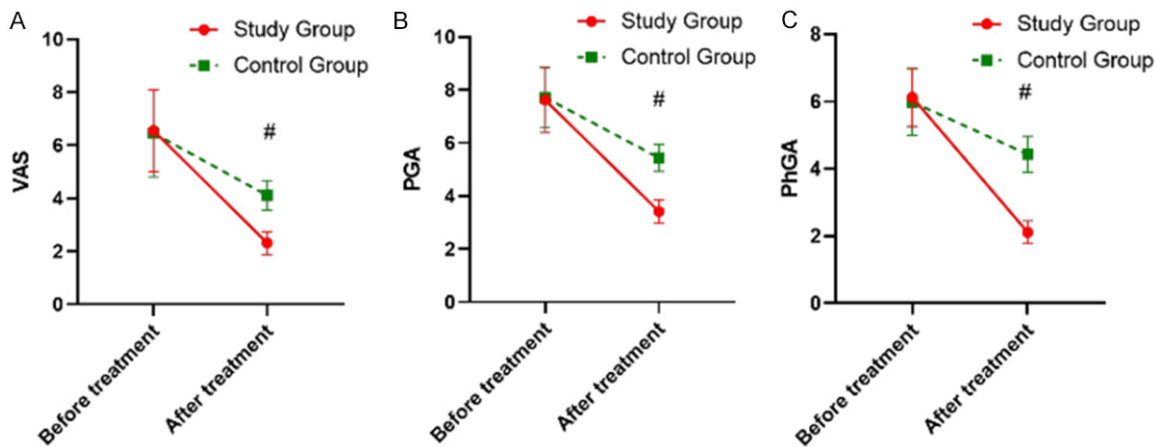 A
Study Group
Control Group
10
8
6
4
2
0
VAS
#
Before treatment
After treatment
B
Study Group
Control Group
10
8
6
4
2
0
PGA
#
Before treatment
After treatment
C
Study Group
Control Group
8
6
4
2
0
PhGA
#
Before treatment
After treatment